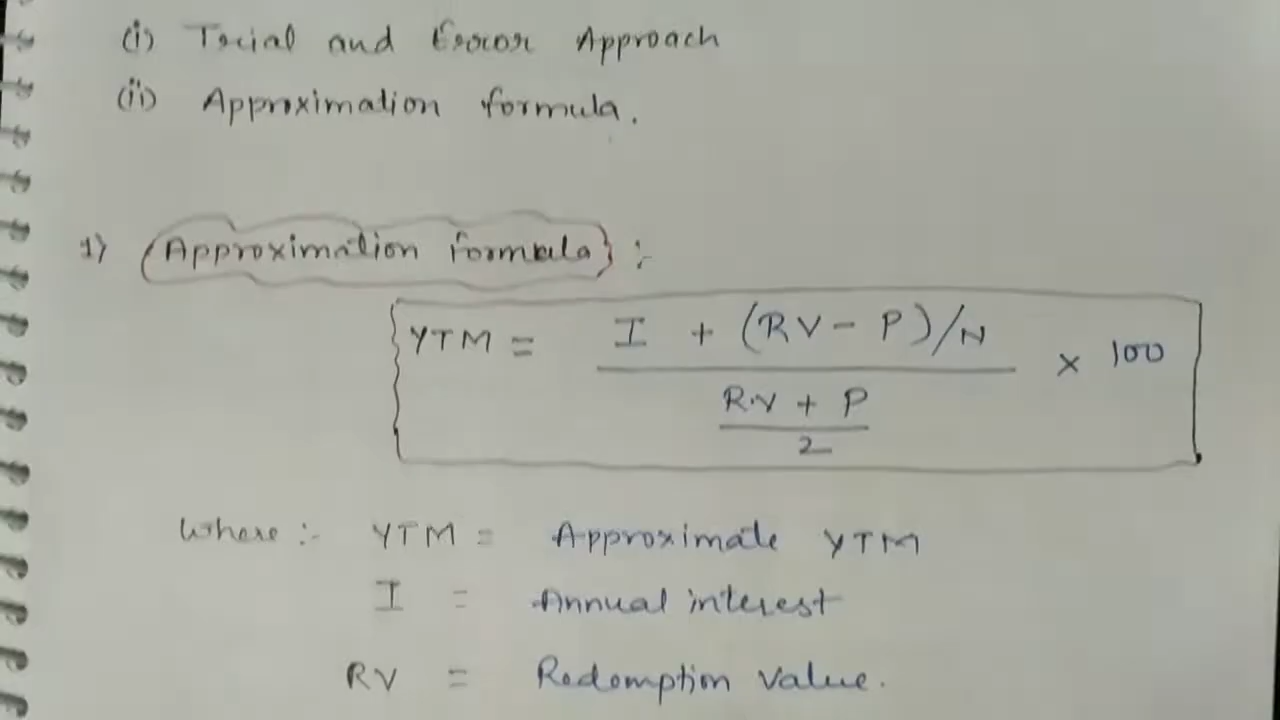 (i) Trial and Error Approach
(ii) Approximation formula.
1) (Approximation formula) :-
YTM = I + (RV - P)/N / R.V + P / 2 × 100
Where :- YTM = Approximate YTM
I = Annual interest
RV = Redemption value.